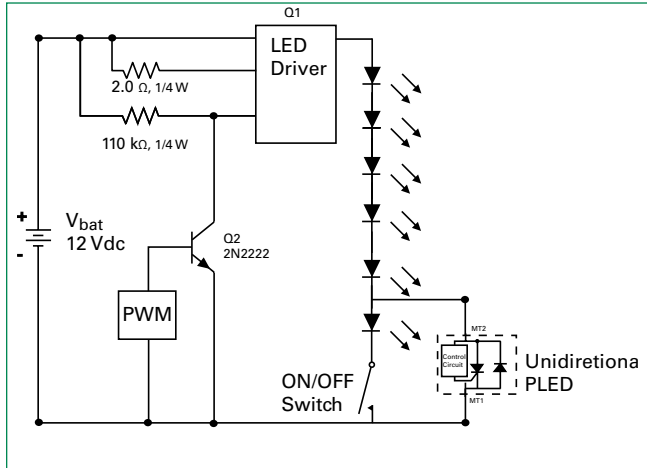 Q1
LED
Driver
2.0 Ω, 1/4 W
110 kΩ, 1/4 W
+
Vbat
12 Vdc
-
Q2
2N2222
PWM
MT2
Control
Circuit
MT1
Unidiretiona
PLED
ON/OFF
Switch